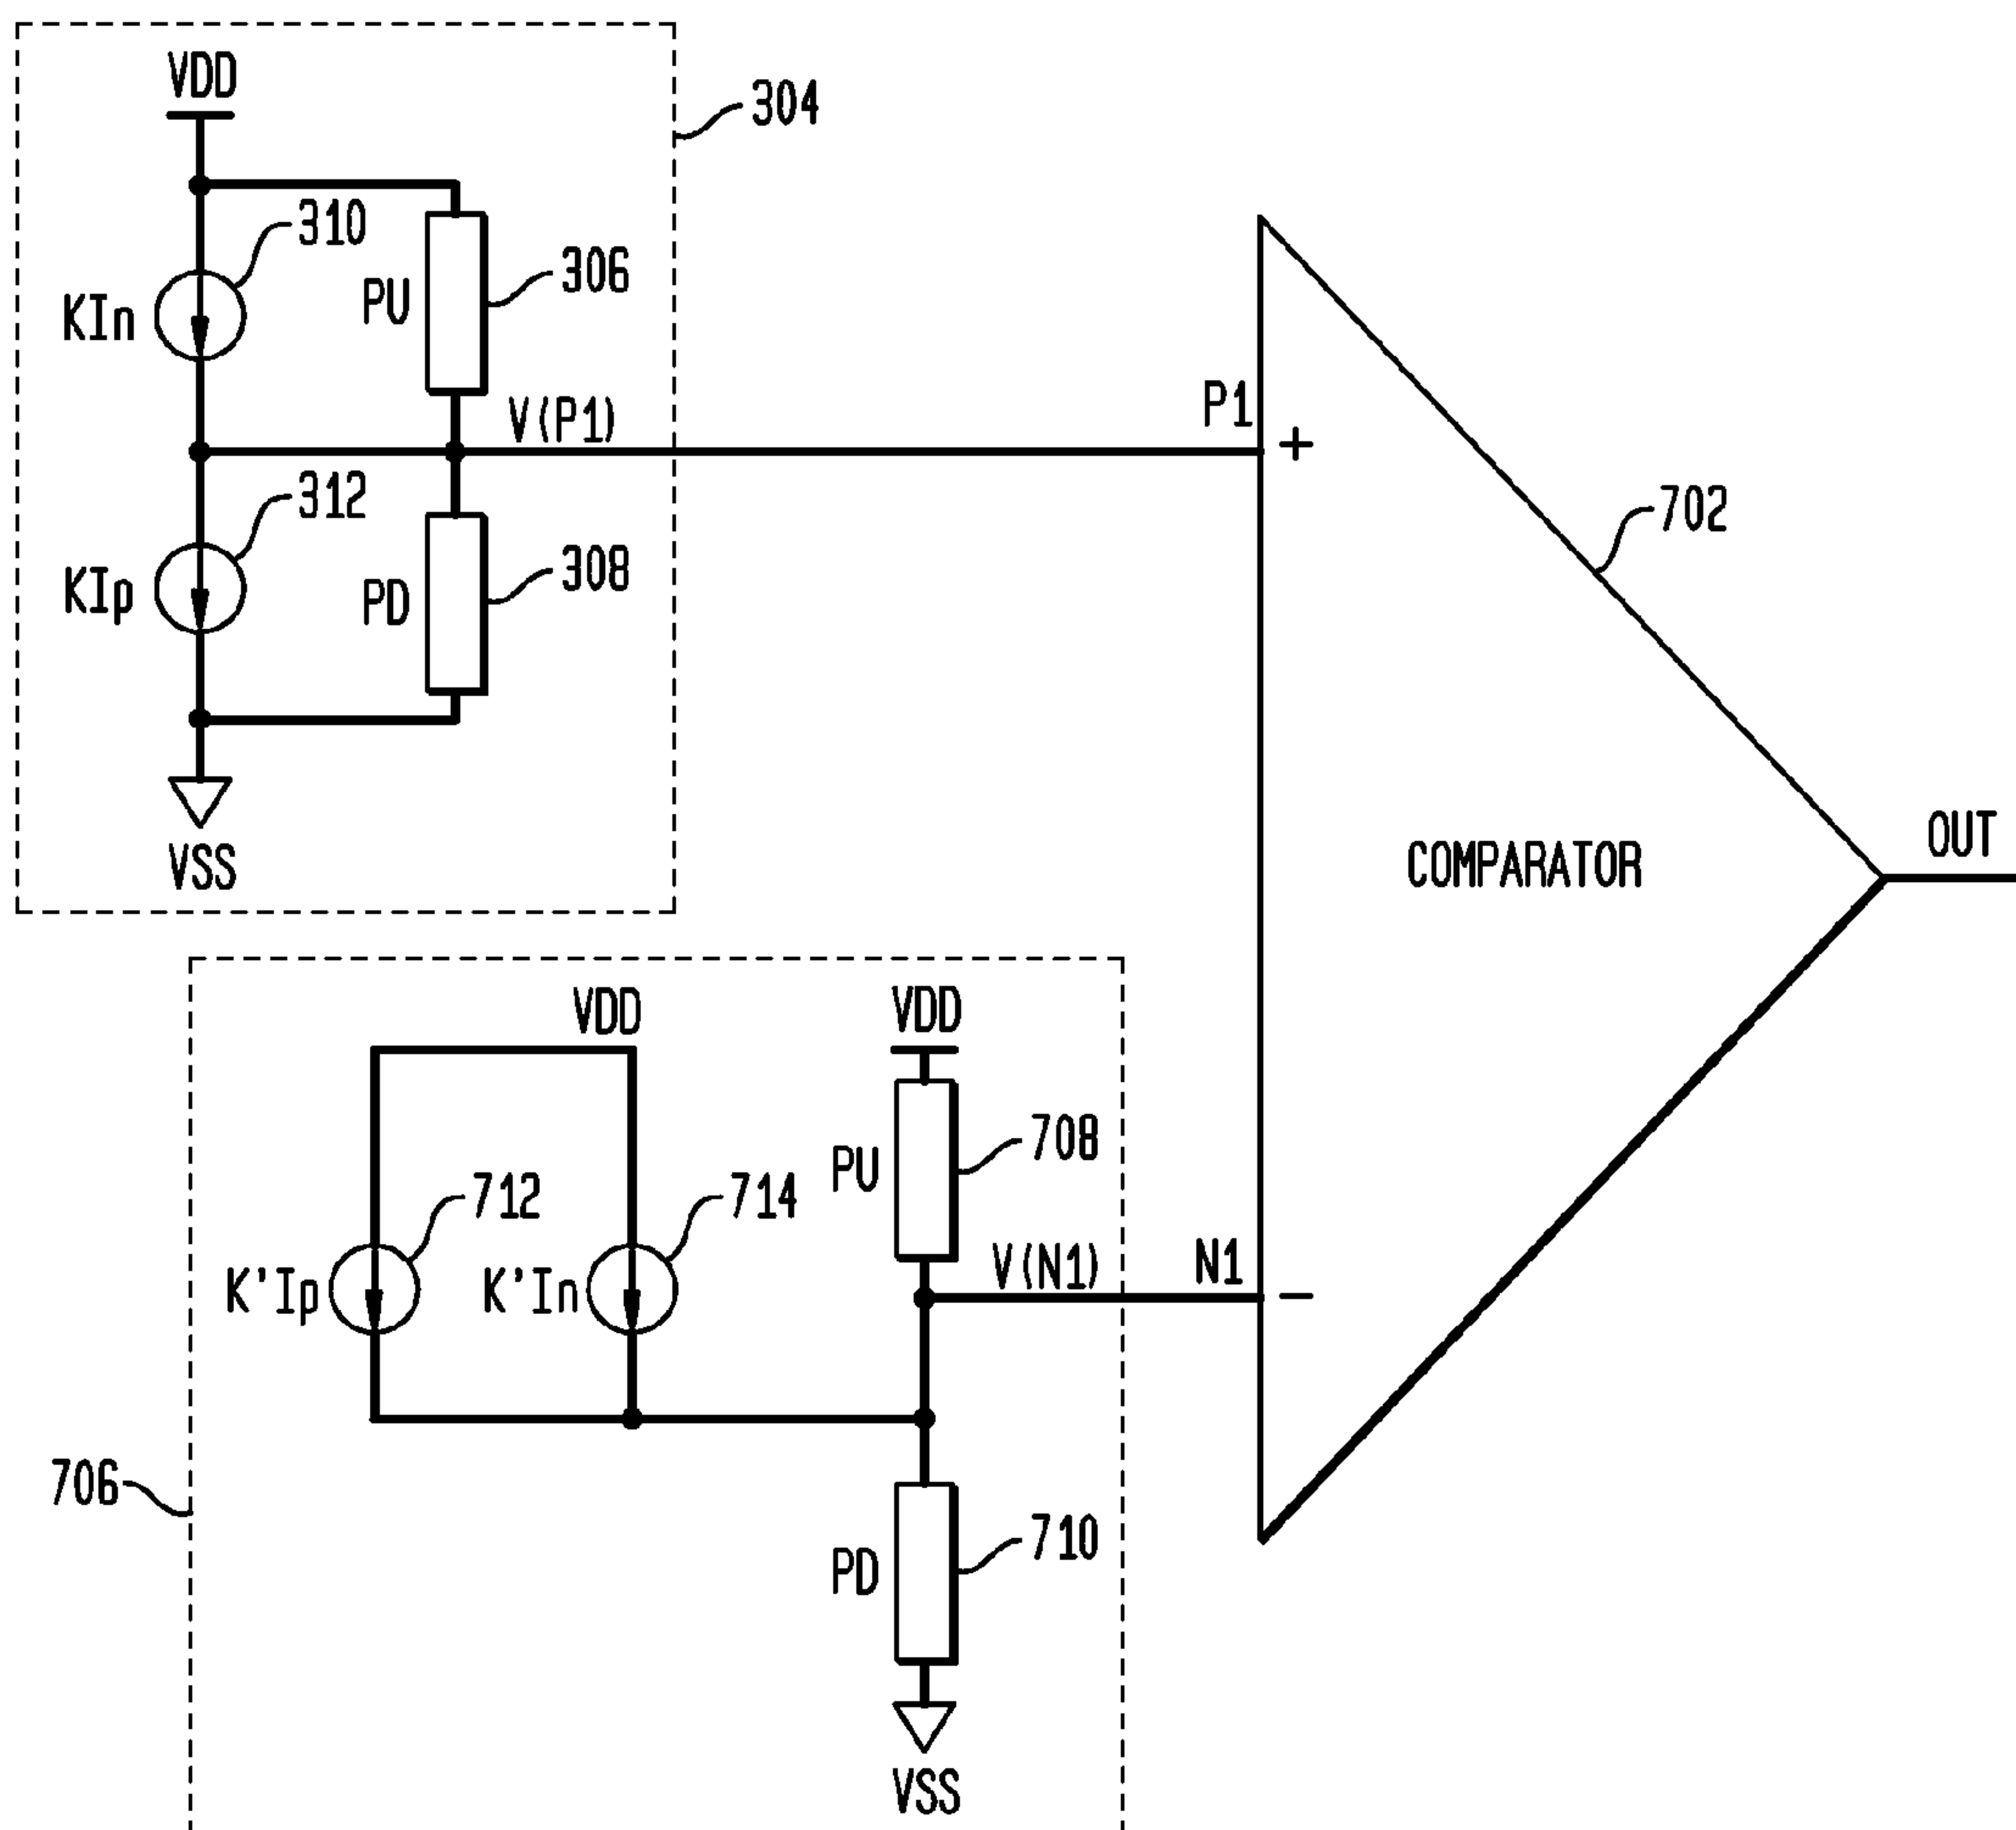 VDD
304
310
306
KIn
PU
V(P1)
P1
+
312
702
308
KIp
PD
VSS
COMPARATOR
OUT
VDD
VDD
708
PU
712
714
K'Ip
K'In
V(N1)
N1
−
706
710
PD
VSS